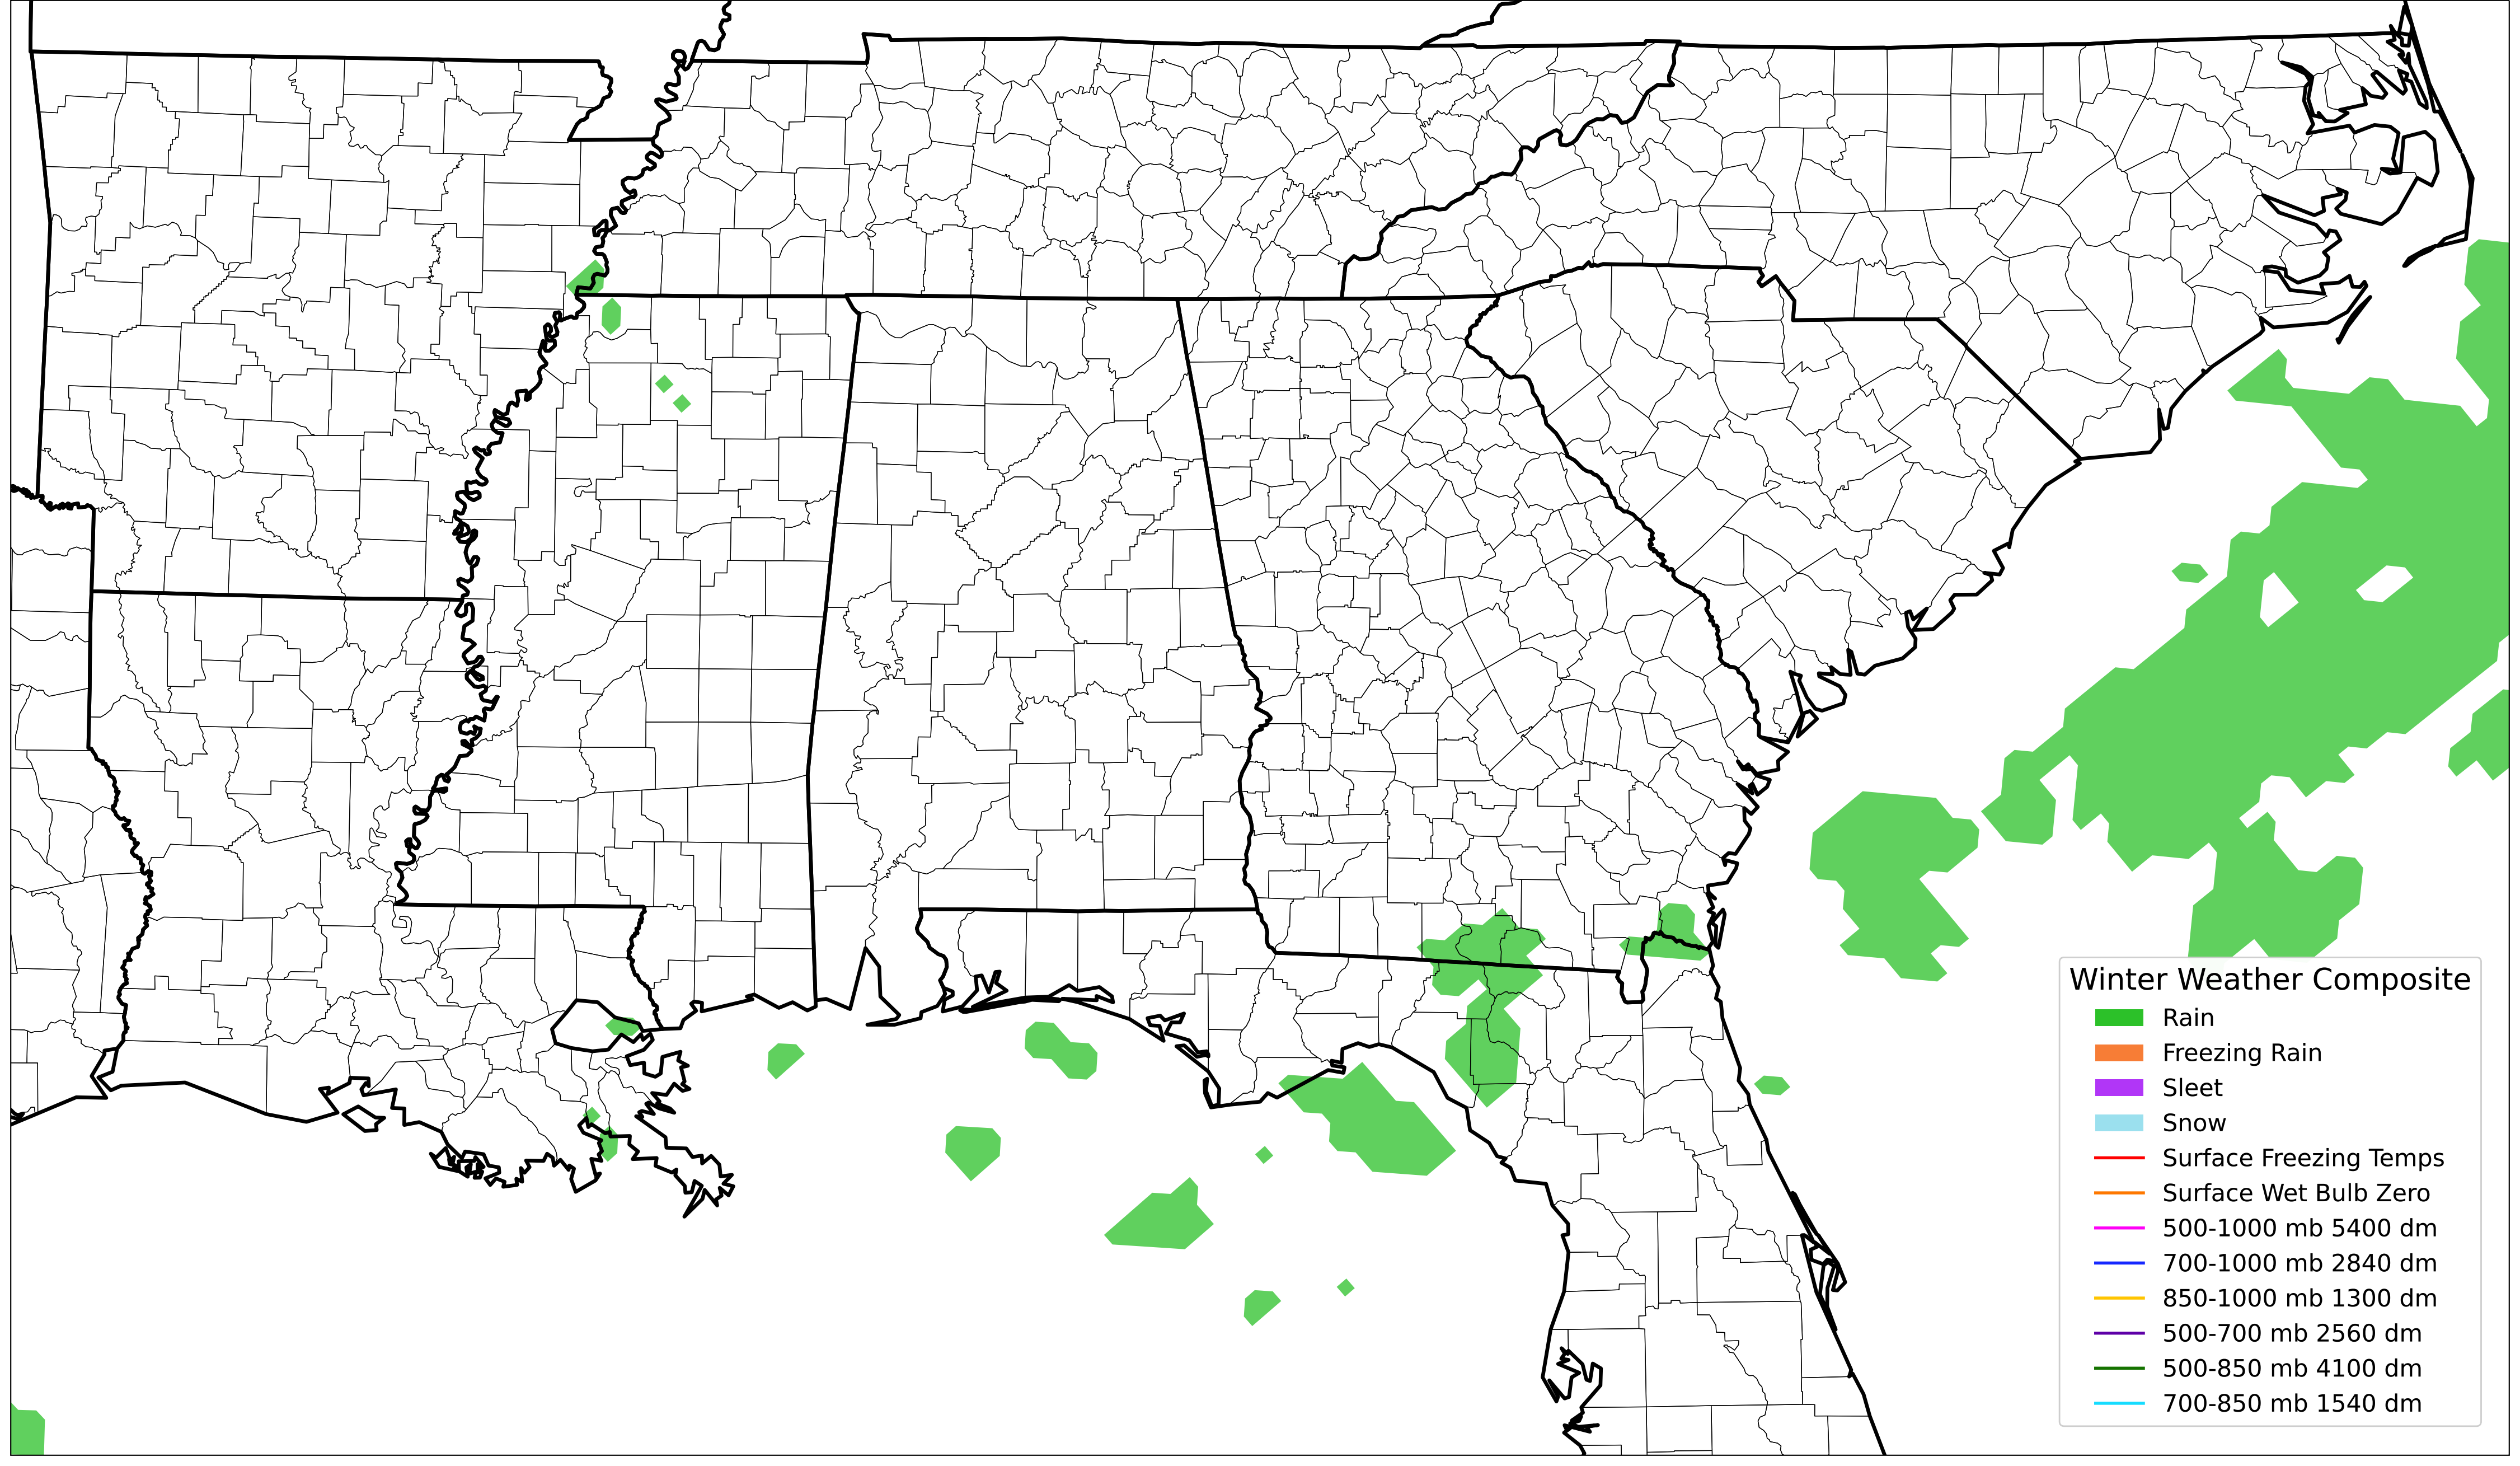 Winter Weather Composite
Rain
Freezing Rain
Sleet
Snow
Surface Freezing Temps
Surface Wet Bulb Zero
500-1000 mb 5400 dm
700-1000 mb 2840 dm
850-1000 mb 1300 dm
500-700 mb 2560 dm
500-850 mb 4100 dm
700-850 mb 1540 dm